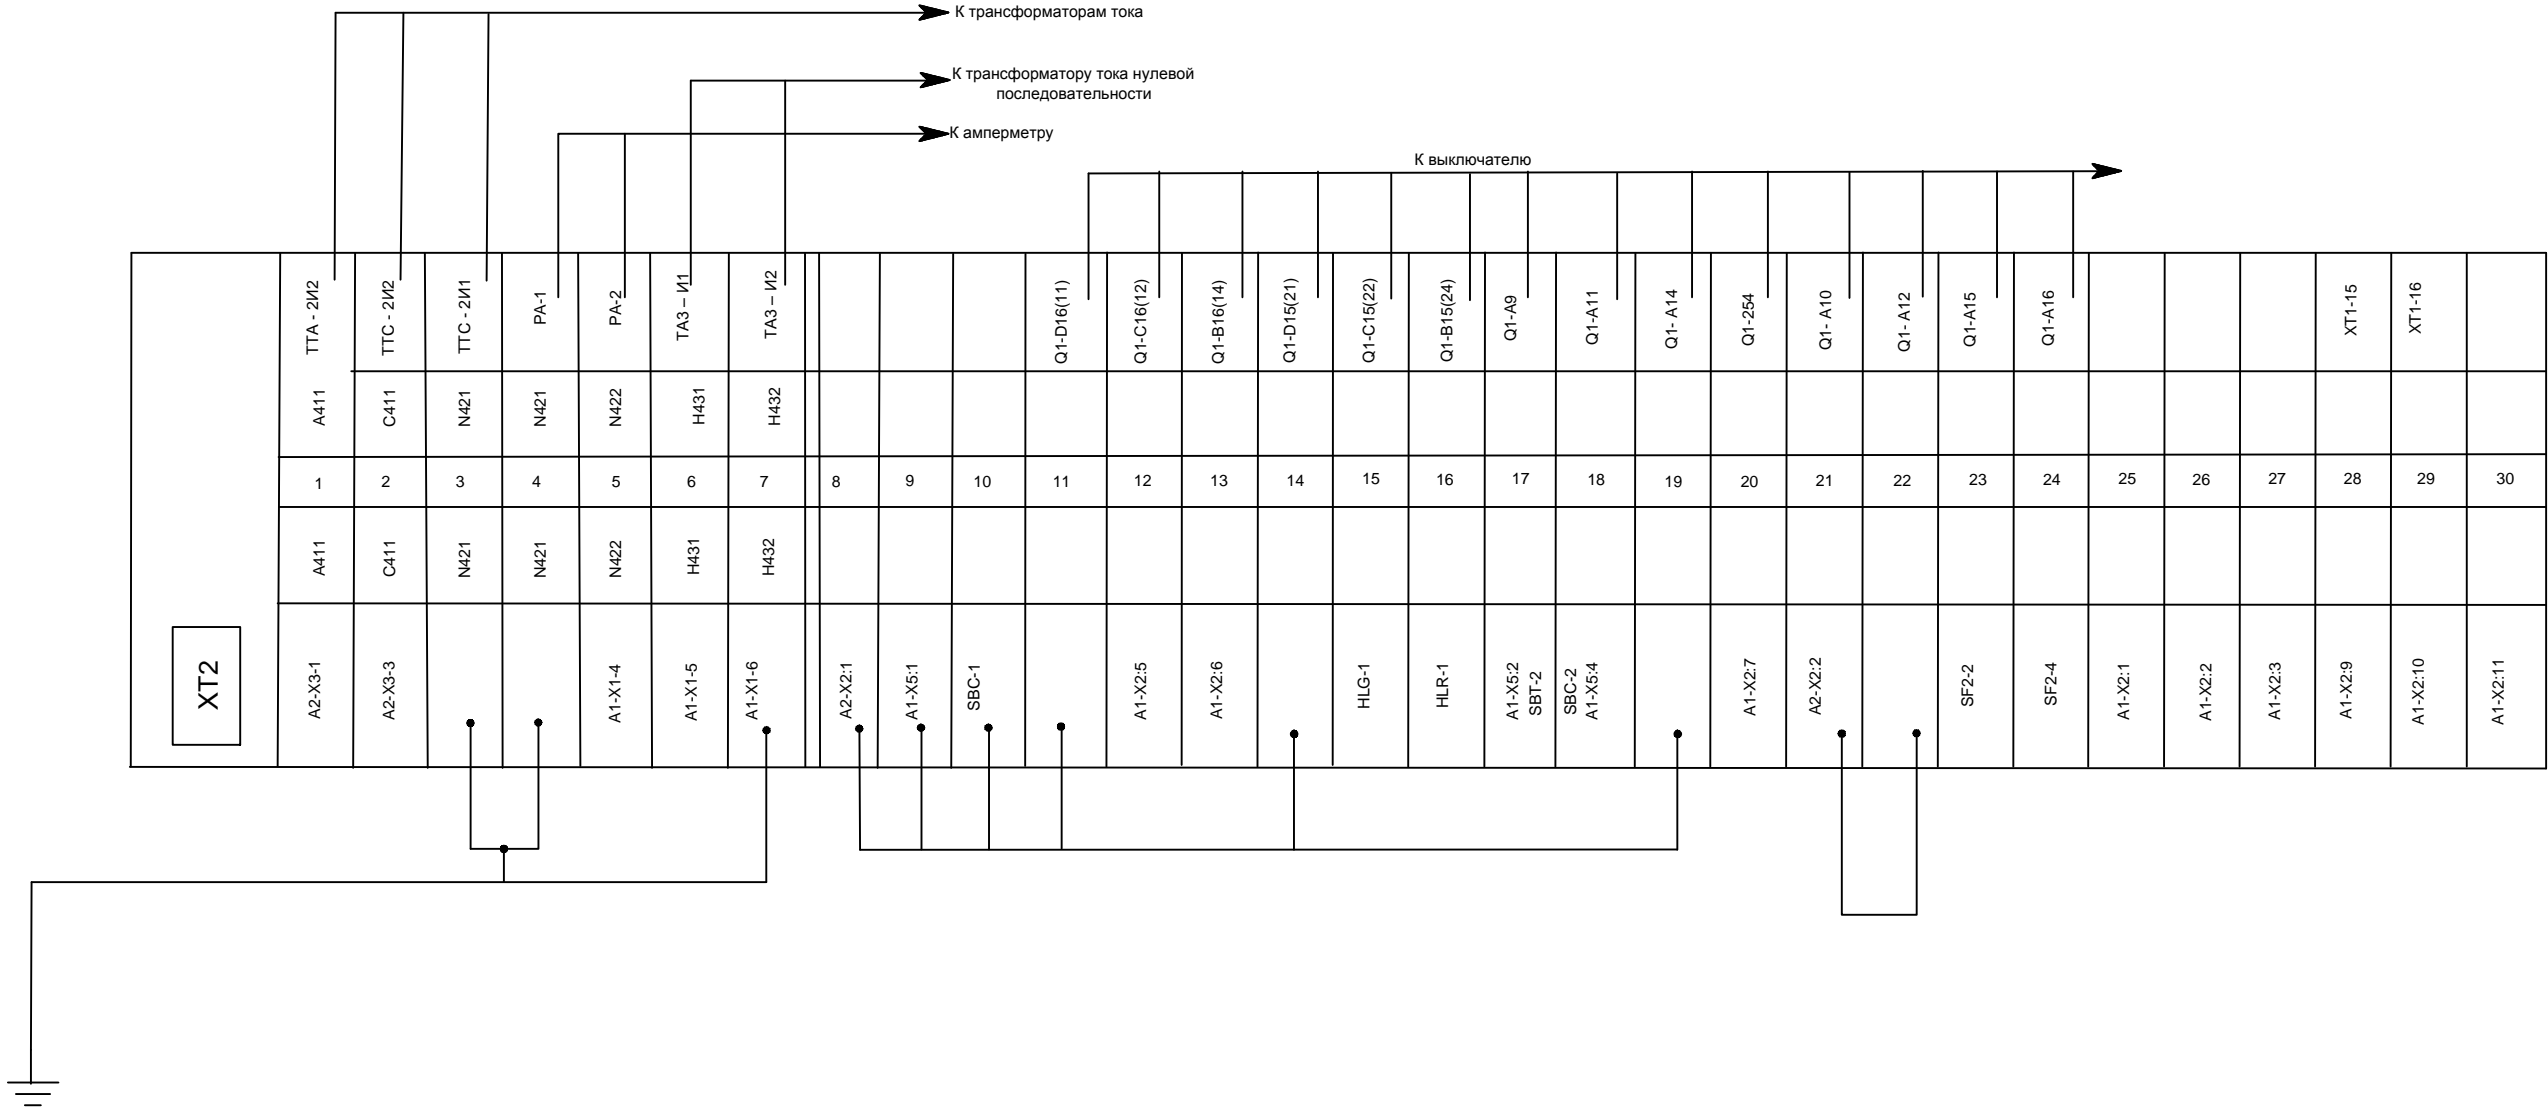 К трансформаторам тока
К трансформатору тока нулевой
последовательности
К амперметру
К выключателю
ТТА - 2И2
ТТС - 2И2
ТТС - 2И1
PA-1
PA-2
ТА3 – И1
ТА3 – И2
Q1-D16(11)
Q1-C16(12)
Q1-B16(14)
Q1-D15(21)
Q1-C15(22)
Q1-B15(24)
Q1-A9
Q1-A11
Q1- A14
Q1-254
Q1- A10
Q1- A12
Q1-A15
Q1-A16
XT1-15
XT1-16
A411
C411
N421
N421
N422
H431
H432
1
2
3
4
5
6
7
8
9
10
11
12
13
14
15
16
17
18
19
20
21
22
23
24
25
26
27
28
29
30
A411
C411
N421
N421
N422
H431
H432
XT2
A2-X3-1
A2-X3-3
A1-X1-4
A1-X1-5
A1-X1-6
A2-X2:1
A1-X5:1
SBC-1
A1-X2:5
A1-X2:6
HLG-1
HLR-1
A1-X5:2
SBT-2
SBC-2
A1-X5:4
A1-X2:7
A2-X2:2
SF2-2
SF2-4
A1-X2:1
A1-X2:2
A1-X2:3
A1-X2:9
A1-X2:10
A1-X2:11